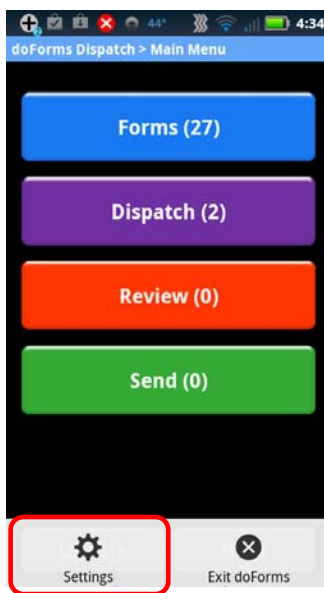 44° 4:34
doForms Dispatch > Main Menu
Forms (27)
Dispatch (2)
Review (0)
Send (0)
Settings Exit doForms